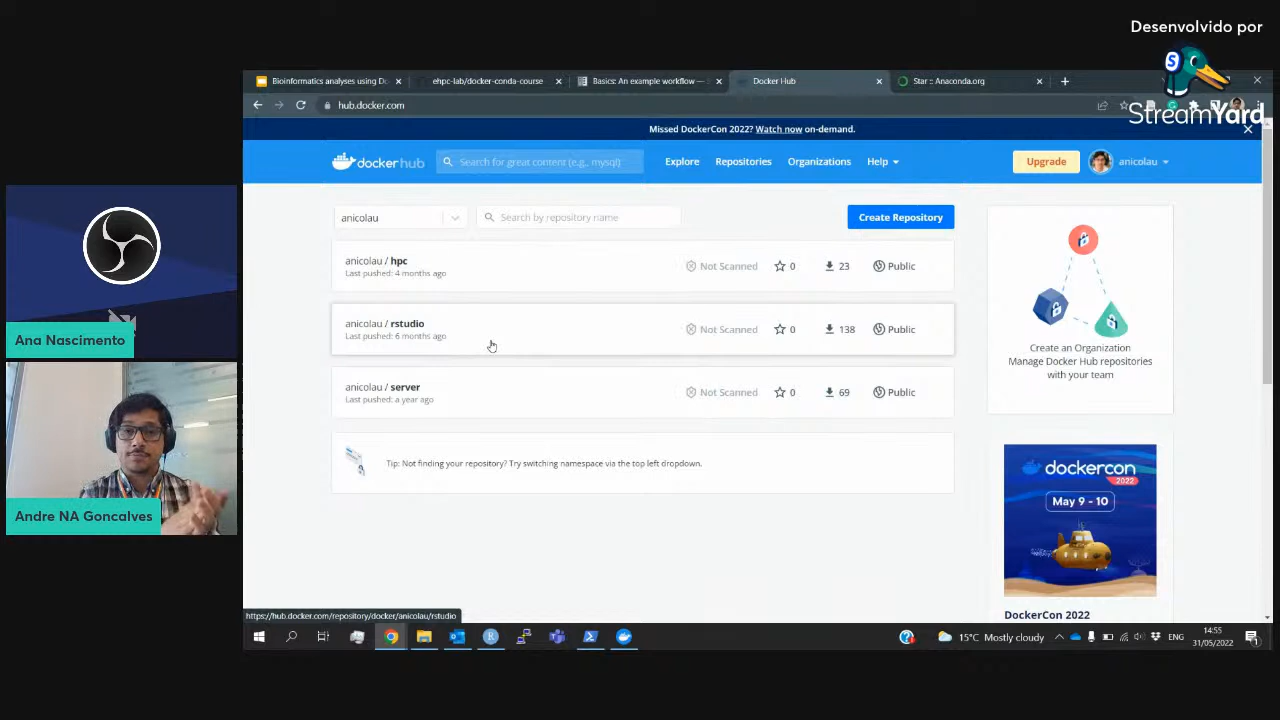 Desenvolvido por
S
StreamYard
Bioinformatics analyses using Do
ehpc-lab/docker-conda-course
Basics: An example workflow —
Docker Hub
Star :: Anaconda.org
hub.docker.com
Missed DockerCon 2022? Watch now on-demand.
dockerhub
Search for great content (e.g., mysql)
Explore
Repositories
Organizations
Help
Upgrade
anicolau
anicolau
Search by repository name
Create Repository
anicolau / hpc
Last pushed: 4 months ago
Not Scanned
0
23
Public
anicolau / rstudio
Last pushed: 6 months ago
Not Scanned
0
138
Public
anicolau / server
Last pushed: a year ago
Not Scanned
0
69
Public
Tip: Not finding your repository? Try switching namespace via the top left dropdown.
Create an Organization
Manage Docker Hub repositories
with your team
dockercon
2022
May 9 - 10
DockerCon 2022
https://hub.docker.com/repository/docker/anicolau/rstudio
Ana Nascimento
Andre NA Goncalves
15°C Mostly cloudy
ENG
14:55
31/05/2022